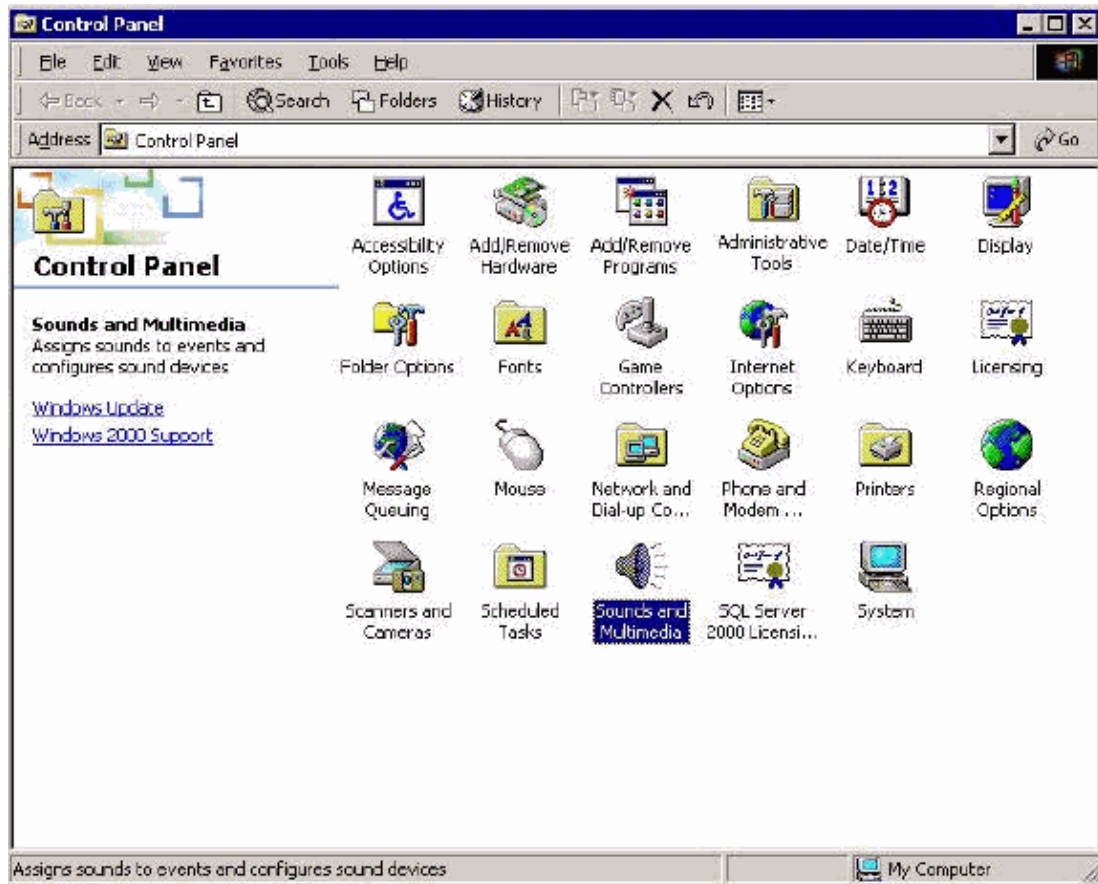 Control Panel
File Edit View Favorites Tools Help
Back Search Folders History
Address Control Panel Go
Control Panel
Sounds and Multimedia
Assigns sounds to events and
configures sound devices
Windows Update
Windows 2000 Support
Accessibility
Options
Add/Remove
Hardware
Add/Remove
Programs
Administrative
Tools
Date/Time
Display
Folder Options
Fonts
Game
Controllers
Internet
Options
Keyboard
Licensing
Message
Queuing
Mouse
Network and
Dial-up Co...
Phone and
Modem ...
Printers
Regional
Options
Scanners and
Cameras
Scheduled
Tasks
Sounds and
Multimedia
SQL Server
2000 Licensi...
System
Assigns sounds to events and configures sound devices My Computer